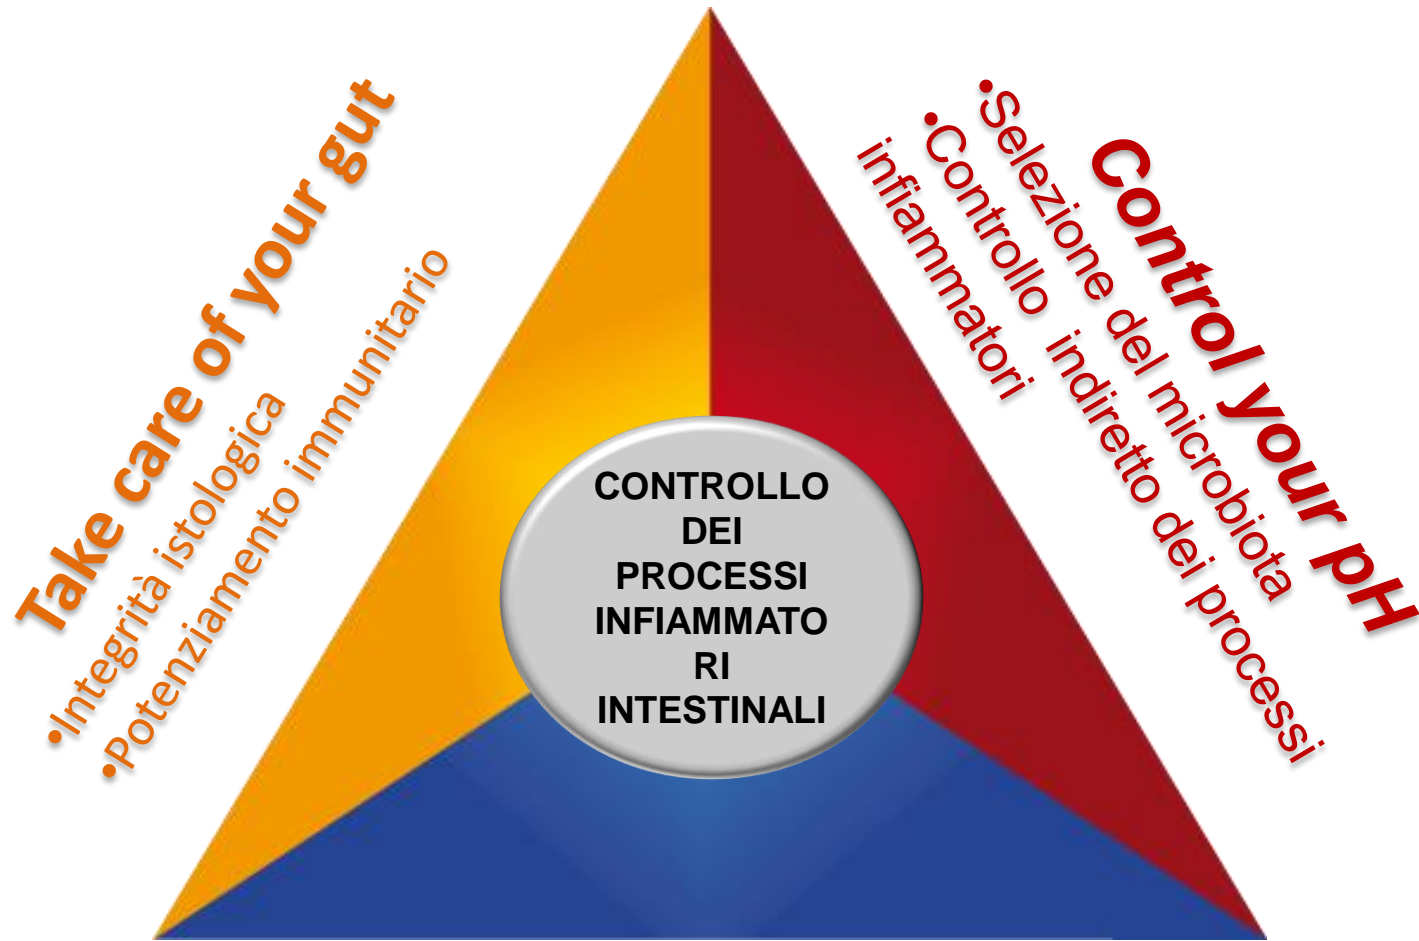 Take care of your gut
•Integrità istologica
•Potenziamento immunitario
Control your pH
•Selezione del microbiota
•Controllo indiretto dei processi
infiammatori
CONTROLLO
DEI
PROCESSI
INFIAMMATO
RI
INTESTINALI